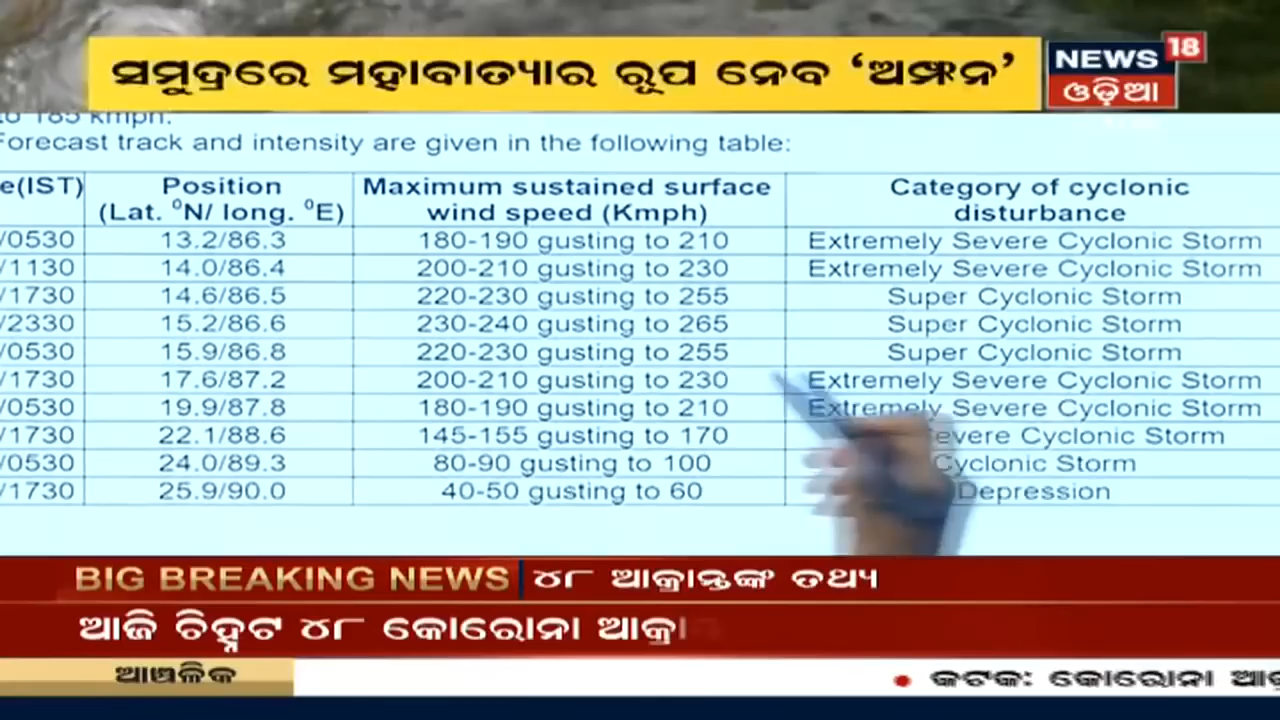 ସମୁଦ୍ରରେ ମହାବାତ୍ୟାର ରୂପ ନେବ ‘ଅମ୍ଫନ’
NEWS 18
ଓଡ଼ିଆ
to 185 kmph.
Forecast track and intensity are given in the following table:
e(IST) Position (Lat. ⁰N/ long. ⁰E) Maximum sustained surface wind speed (Kmph) Category of cyclonic disturbance
/0530 13.2/86.3 180-190 gusting to 210 Extremely Severe Cyclonic Storm
/1130 14.0/86.4 200-210 gusting to 230 Extremely Severe Cyclonic Storm
/1730 14.6/86.5 220-230 gusting to 255 Super Cyclonic Storm
/2330 15.2/86.6 230-240 gusting to 265 Super Cyclonic Storm
/0530 15.9/86.8 220-230 gusting to 255 Super Cyclonic Storm
/1730 17.6/87.2 200-210 gusting to 230 Extremely Severe Cyclonic Storm
/0530 19.9/87.8 180-190 gusting to 210 Extremely Severe Cyclonic Storm
/1730 22.1/88.6 145-155 gusting to 170 evere Cyclonic Storm
/0530 24.0/89.3 80-90 gusting to 100 Cyclonic Storm
/1730 25.9/90.0 40-50 gusting to 60 Depression
BIG BREAKING NEWS ୪୮ ଆକ୍ରାନ୍ତଙ୍କ ତଥ୍ୟ
ଆଜି ଚିହ୍ନଟ ୪୮ କୋରୋନା ଆକ୍ରା
ଆଞ୍ଚଳିକ
କଟକ: କୋରୋନା